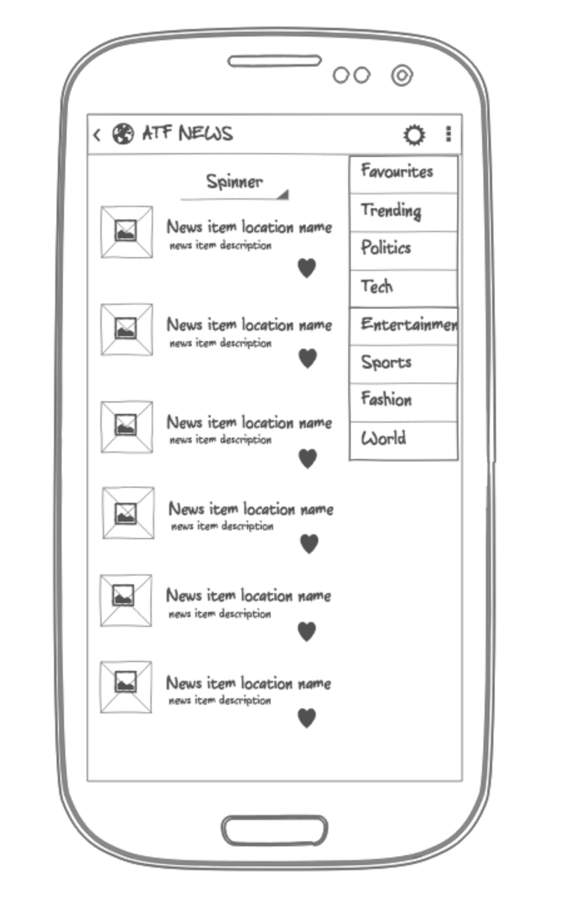 ATF NEWS
Spinner
News item location name
news item description
News item location name
news item description
News item location name
news item description
News item location name
news item description
News item location name
news item description
News item location name
news item description
Favourites
Trending
Politics
Tech
Entertainmen
Sports
Fashion
World